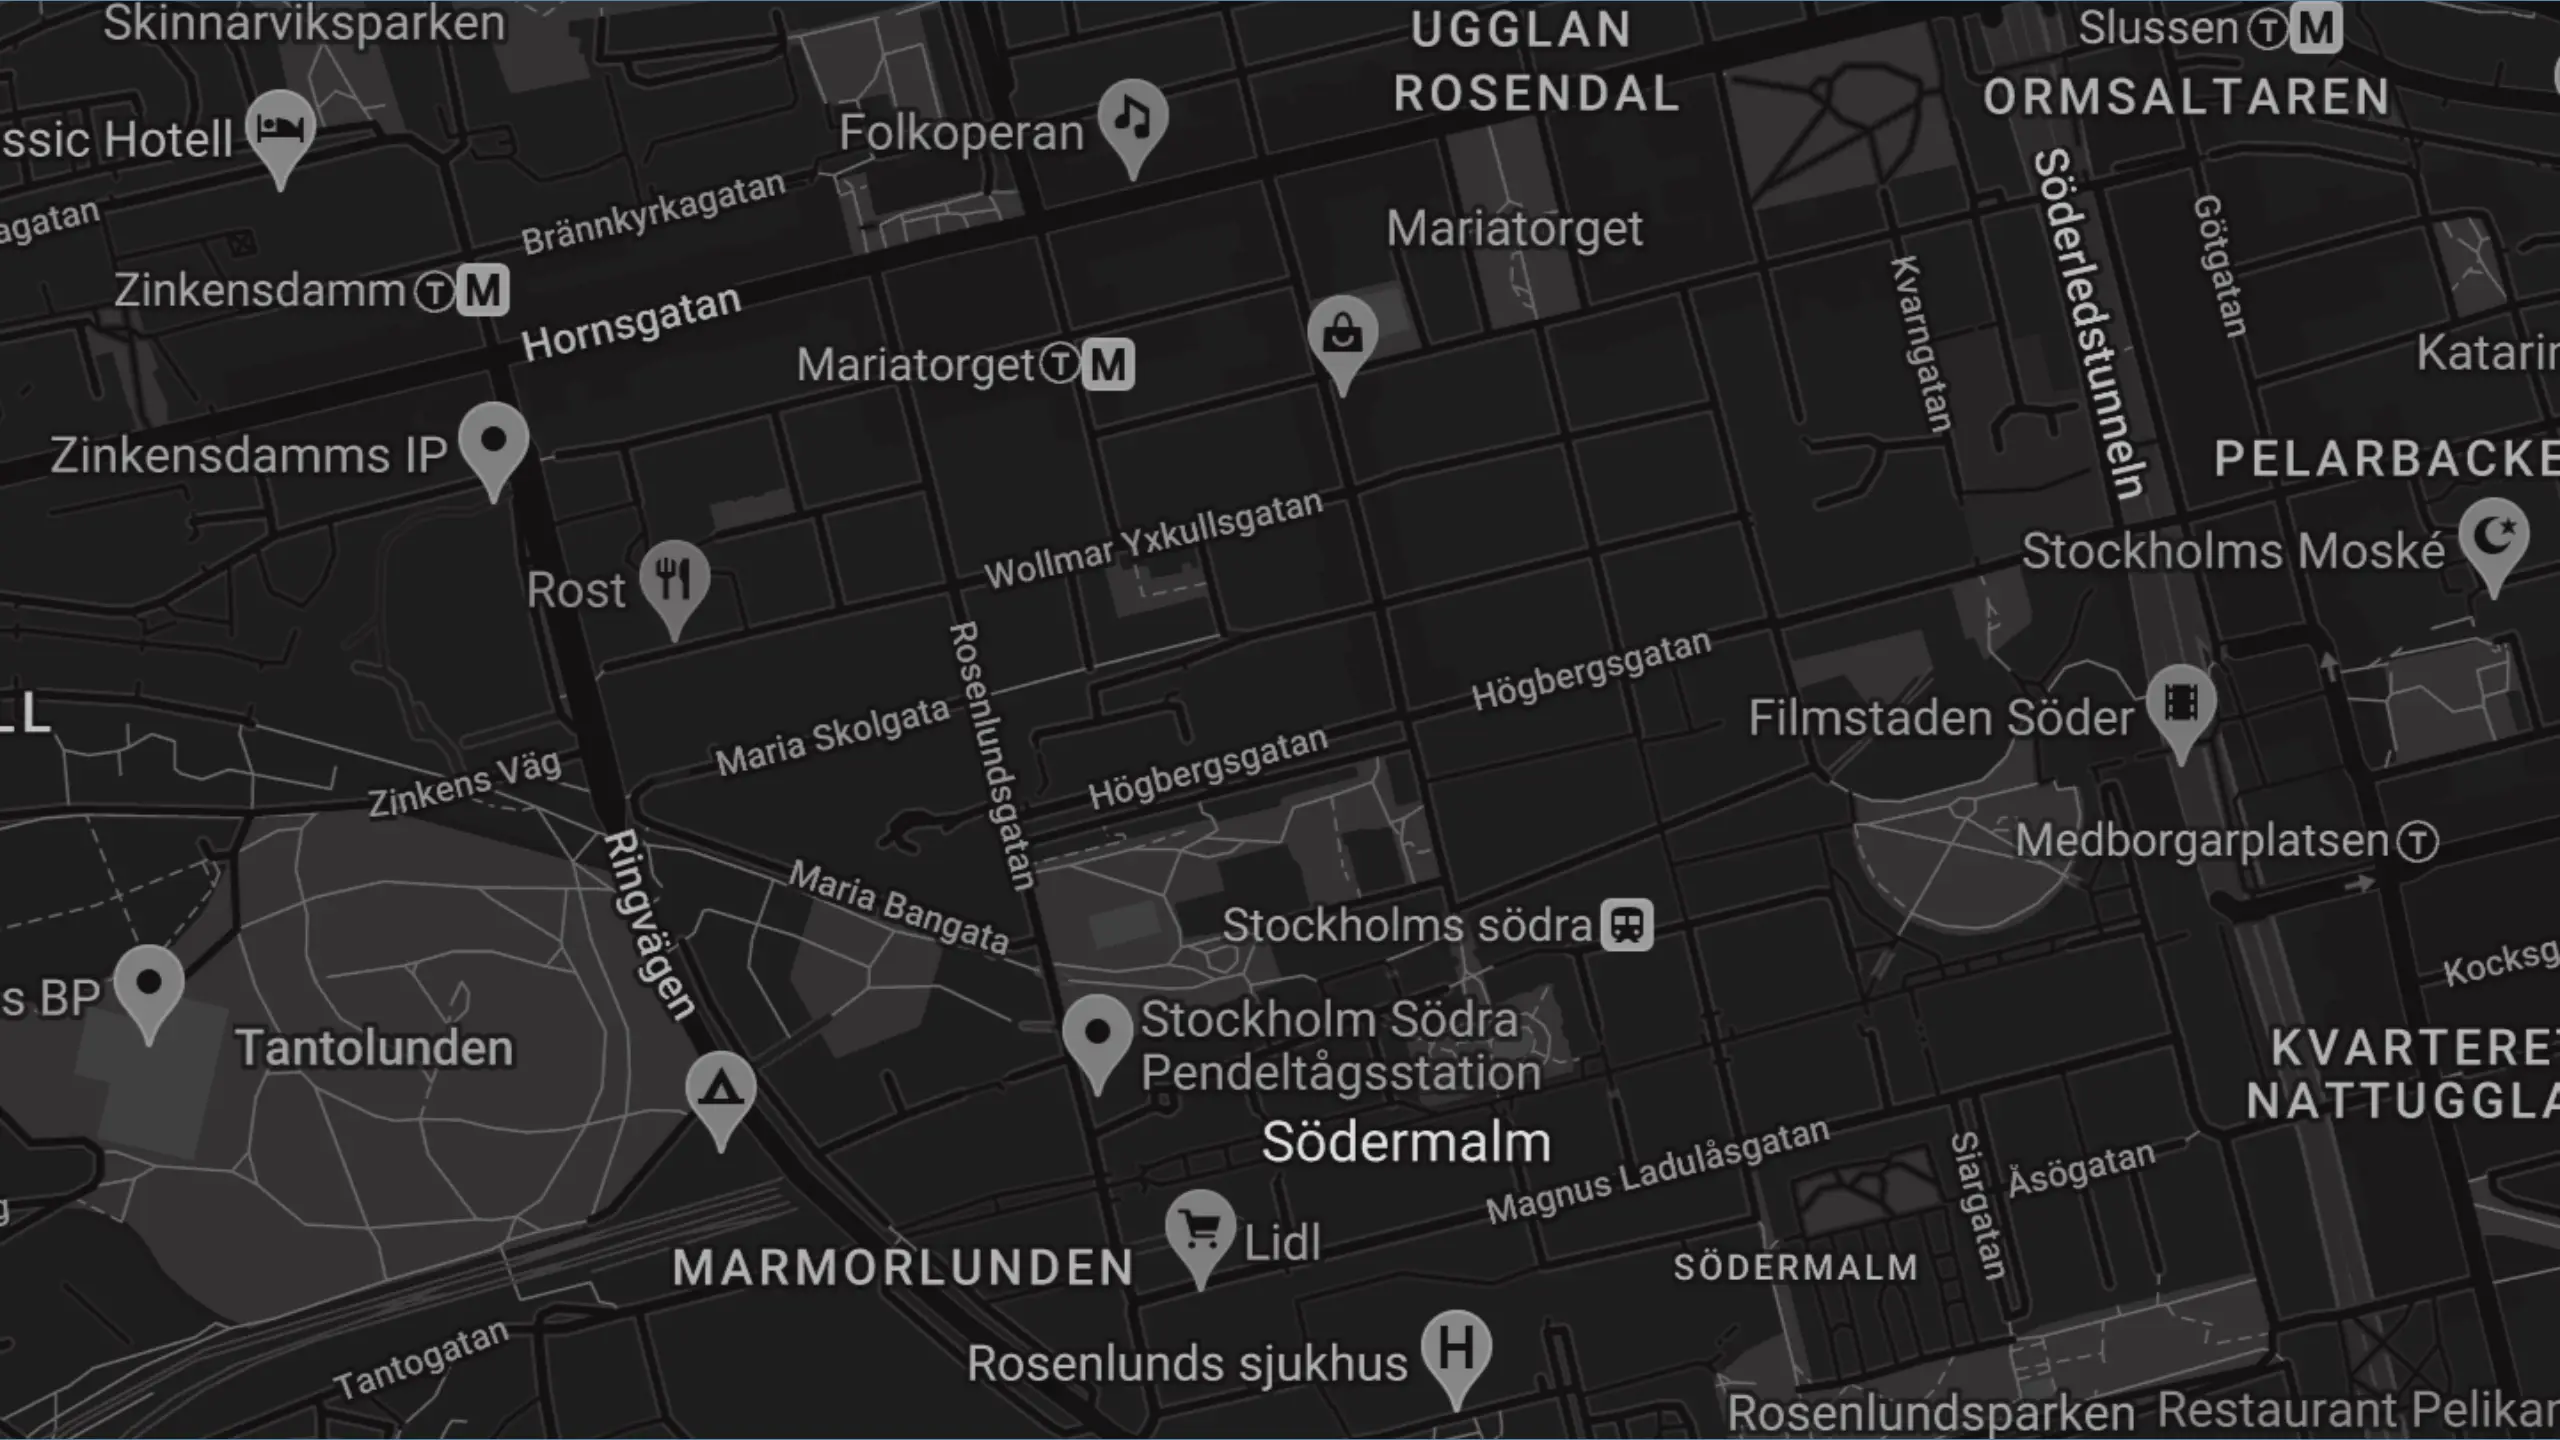 Skinnarviksparken
UGGLAN
ROSENDAL
Slussen T M
ORMSALTAREN
ssic Hotell
Folkoperan
agatan
Brännkyrkagatan
Mariatorget
Söderledstunneln
Götgatan
Kvarngatan
Zinkensdamm T M
Hornsgatan
Mariatorget T M
Katarin
Zinkensdamms IP
PELARBACKE
Wollmar Yxkullsgatan
Stockholms Moské
Rost
Rosenlundsgatan
Högbergsgatan
LL
Maria Skolgata
Filmstaden Söder
Zinkens Väg
Högbergsgatan
Medborgarplatsen T
Ringvägen
Maria Bangata
Stockholms södra
Kocksg
s BP
Tantolunden
Stockholm Södra
Pendeltågsstation
KVARTERET
NATTUGGLA
Södermalm
Magnus Ladulåsgatan
Siargatan
Åsögatan
g
MARMORLUNDEN
Lidl
SÖDERMALM
Tantogatan
Rosenlunds sjukhus
H
Rosenlundsparken
Restaurant Pelikan